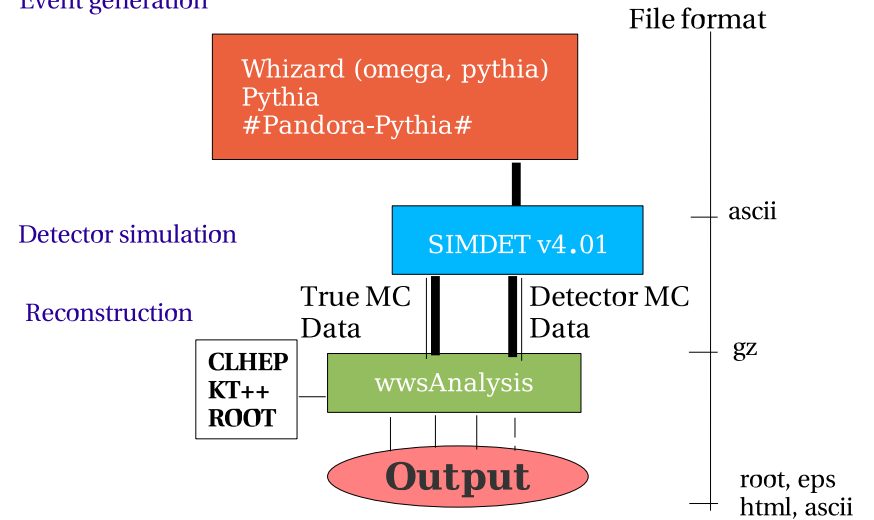 Event generation
File format
Whizard (omega, pythia)
Pythia
#Pandora-Pythia#
ascii
Detector simulation
SIMDET v4.01
True MC
Data
Detector MC
Data
Reconstruction
gz
CLHEP
KT++
ROOT
wwsAnalysis
Output
root, eps
html, ascii